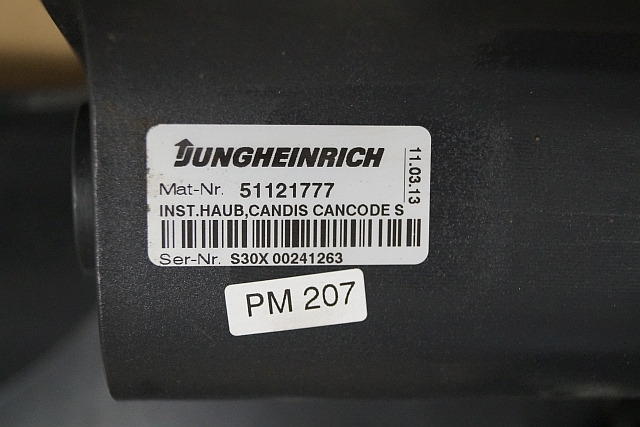 JUNGHEINRICH
Mat-Nr. 51121777
INST.HAUB,CANDIS CANCODE S
11.03.13
Ser-Nr. S30X 00241263
PM 207